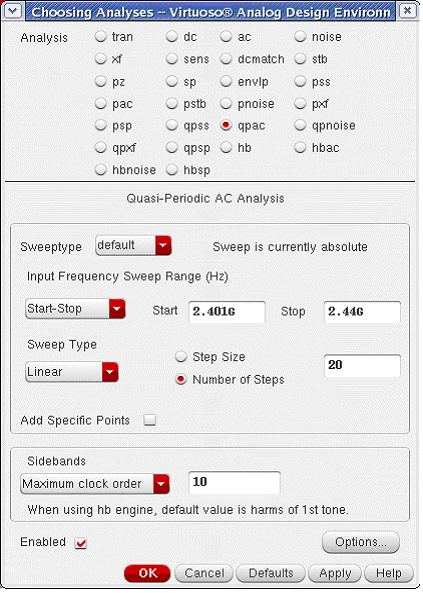 Choosing Analyses -- Virtuoso® Analog Design Environm
Analysis tran dc ac noise
xf sens dcmatch stb
pz sp envlp pss
pac pstb pnoise pxf
psp qpss qpac qpnoise
qpxf qpsp hb hbac
hbnoise hbsp
Quasi-Periodic AC Analysis
Sweeptype default Sweep is currently absolute
Input Frequency Sweep Range (Hz)
Start-Stop Start 2.401G Stop 2.44G
Sweep Type
Linear
Step Size
Number of Steps
20
Add Specific Points
Sidebands
Maximum clock order 10
When using hb engine, default value is harms of 1st tone.
Enabled
Options...
OK Cancel Defaults Apply Help